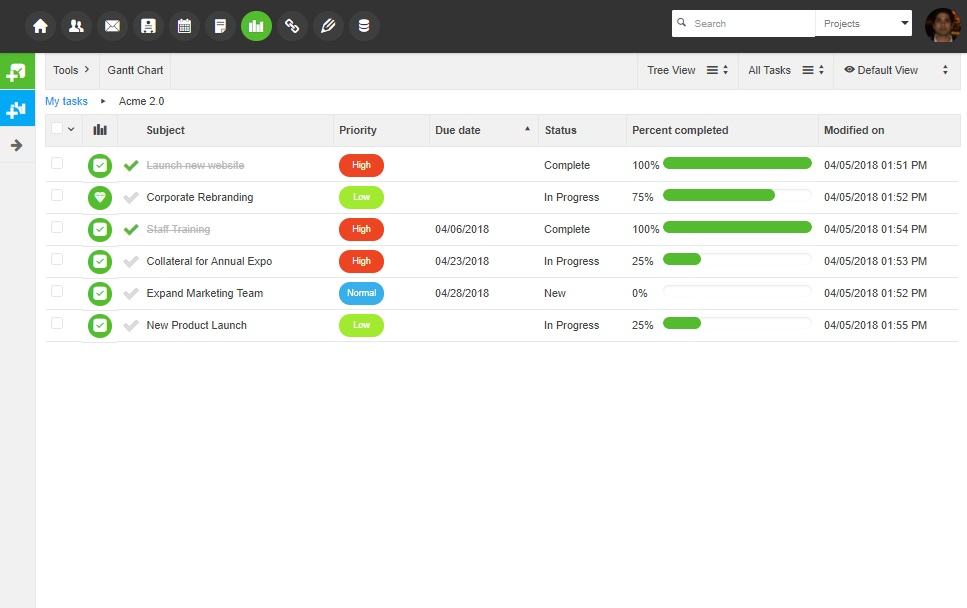 Search Projects
Tools Gantt Chart Tree View All Tasks Default View
My tasks Acme 2.0
Subject Priority Due date Status Percent completed Modified on
Launch new website High Complete 100% 04/05/2018 01:51 PM
Corporate Rebranding Low In Progress 75% 04/05/2018 01:52 PM
Staff Training High 04/06/2018 Complete 100% 04/05/2018 01:54 PM
Collateral for Annual Expo High 04/23/2018 In Progress 25% 04/05/2018 01:53 PM
Expand Marketing Team Normal 04/28/2018 New 0% 04/05/2018 01:52 PM
New Product Launch Low In Progress 25% 04/05/2018 01:55 PM